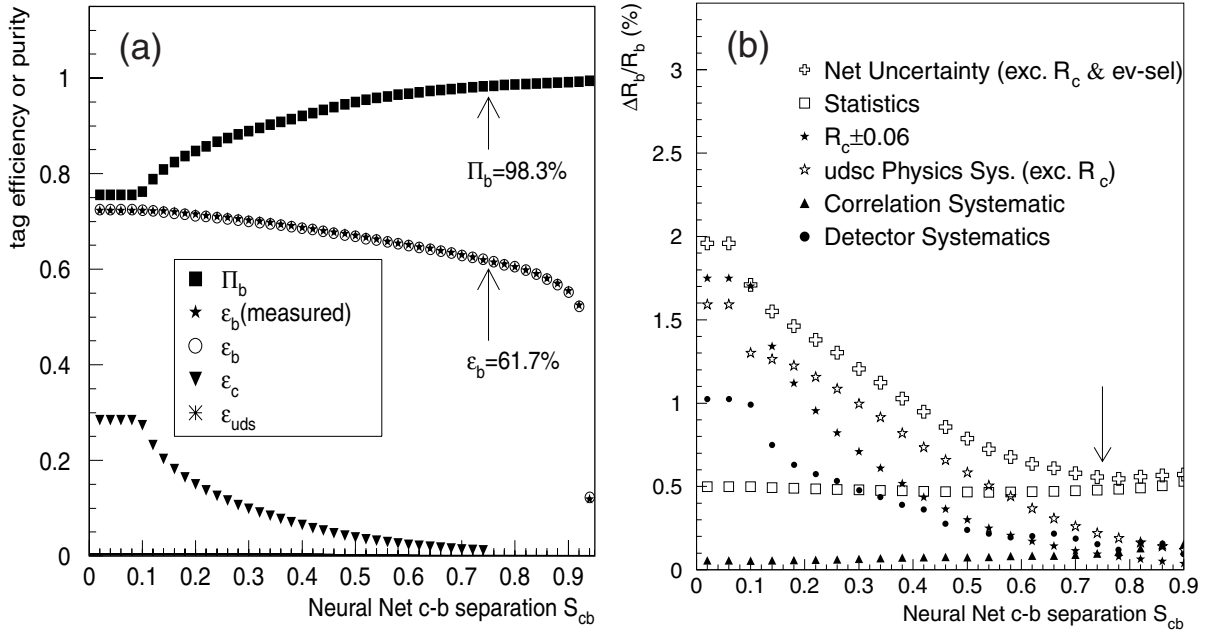 (a)
tag efficiency or purity
1
0.8
0.6
0.4
0.2
0
Π_b=98.3%
ε_b=61.7%
Π_b
ε_b(measured)
ε_b
ε_c
ε_uds
0 0.1 0.2 0.3 0.4 0.5 0.6 0.7 0.8 0.9
Neural Net c-b separation S_cb
(b)
ΔR_b/R_b (%)
3
2.5
2
1.5
1
0.5
0
Net Uncertainty (exc. R_c & ev-sel)
Statistics
R_c±0.06
udsc Physics Sys. (exc. R_c)
Correlation Systematic
Detector Systematics
0 0.1 0.2 0.3 0.4 0.5 0.6 0.7 0.8 0.9
Neural Net c-b separation S_cb